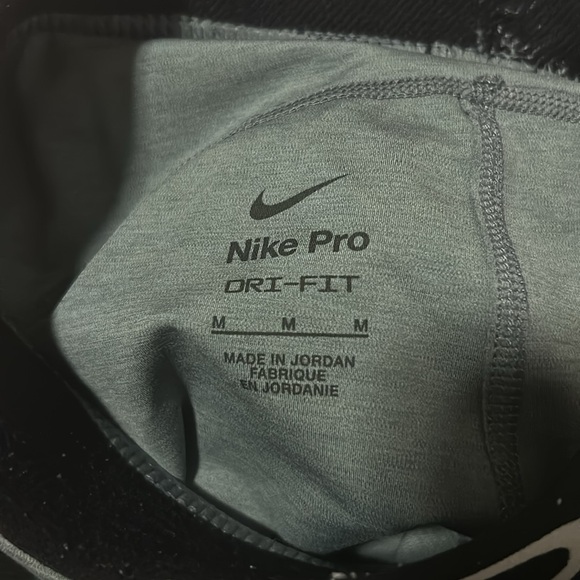 Nike Pro
DRI-FIT
M M M
MADE IN JORDAN
FABRIQUE
EN JORDANIE